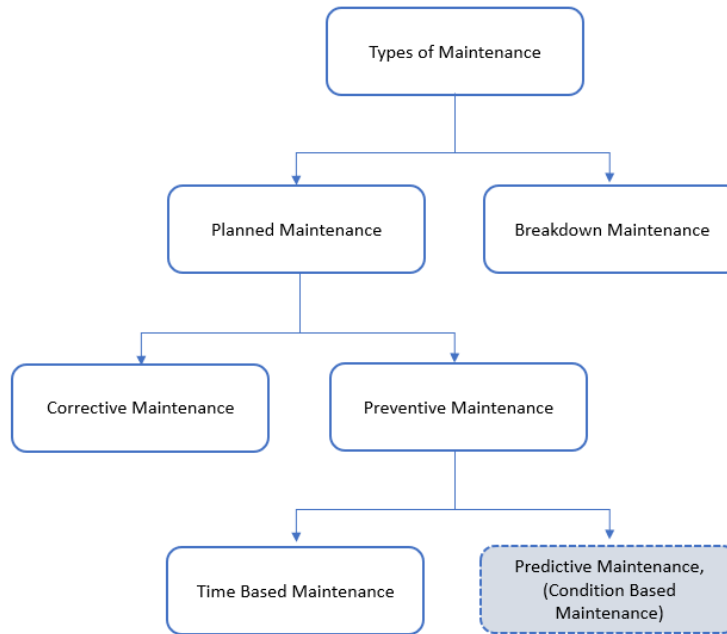 Types of Maintenance
Planned Maintenance
Breakdown Maintenance
Corrective Maintenance
Preventive Maintenance
Time Based Maintenance
Predictive Maintenance,
(Condition Based
Maintenance)